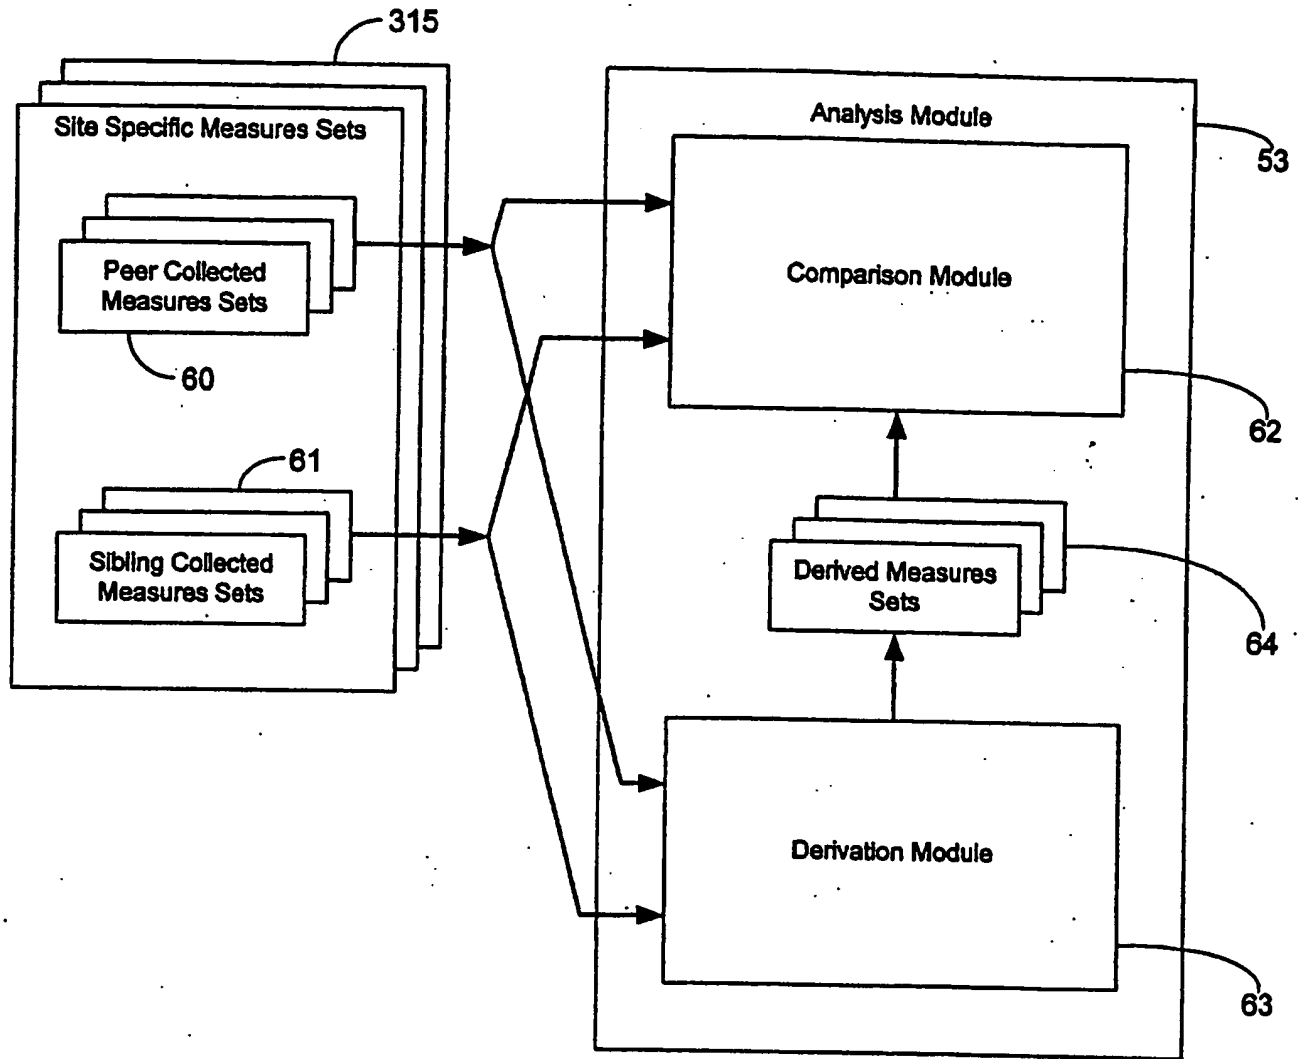 315
Site Specific Measures Sets
Analysis Module
53
Peer Collected
Measures Sets
Comparison Module
60
62
61
Sibling Collected
Measures Sets
Derived Measures
Sets
64
Derivation Module
63